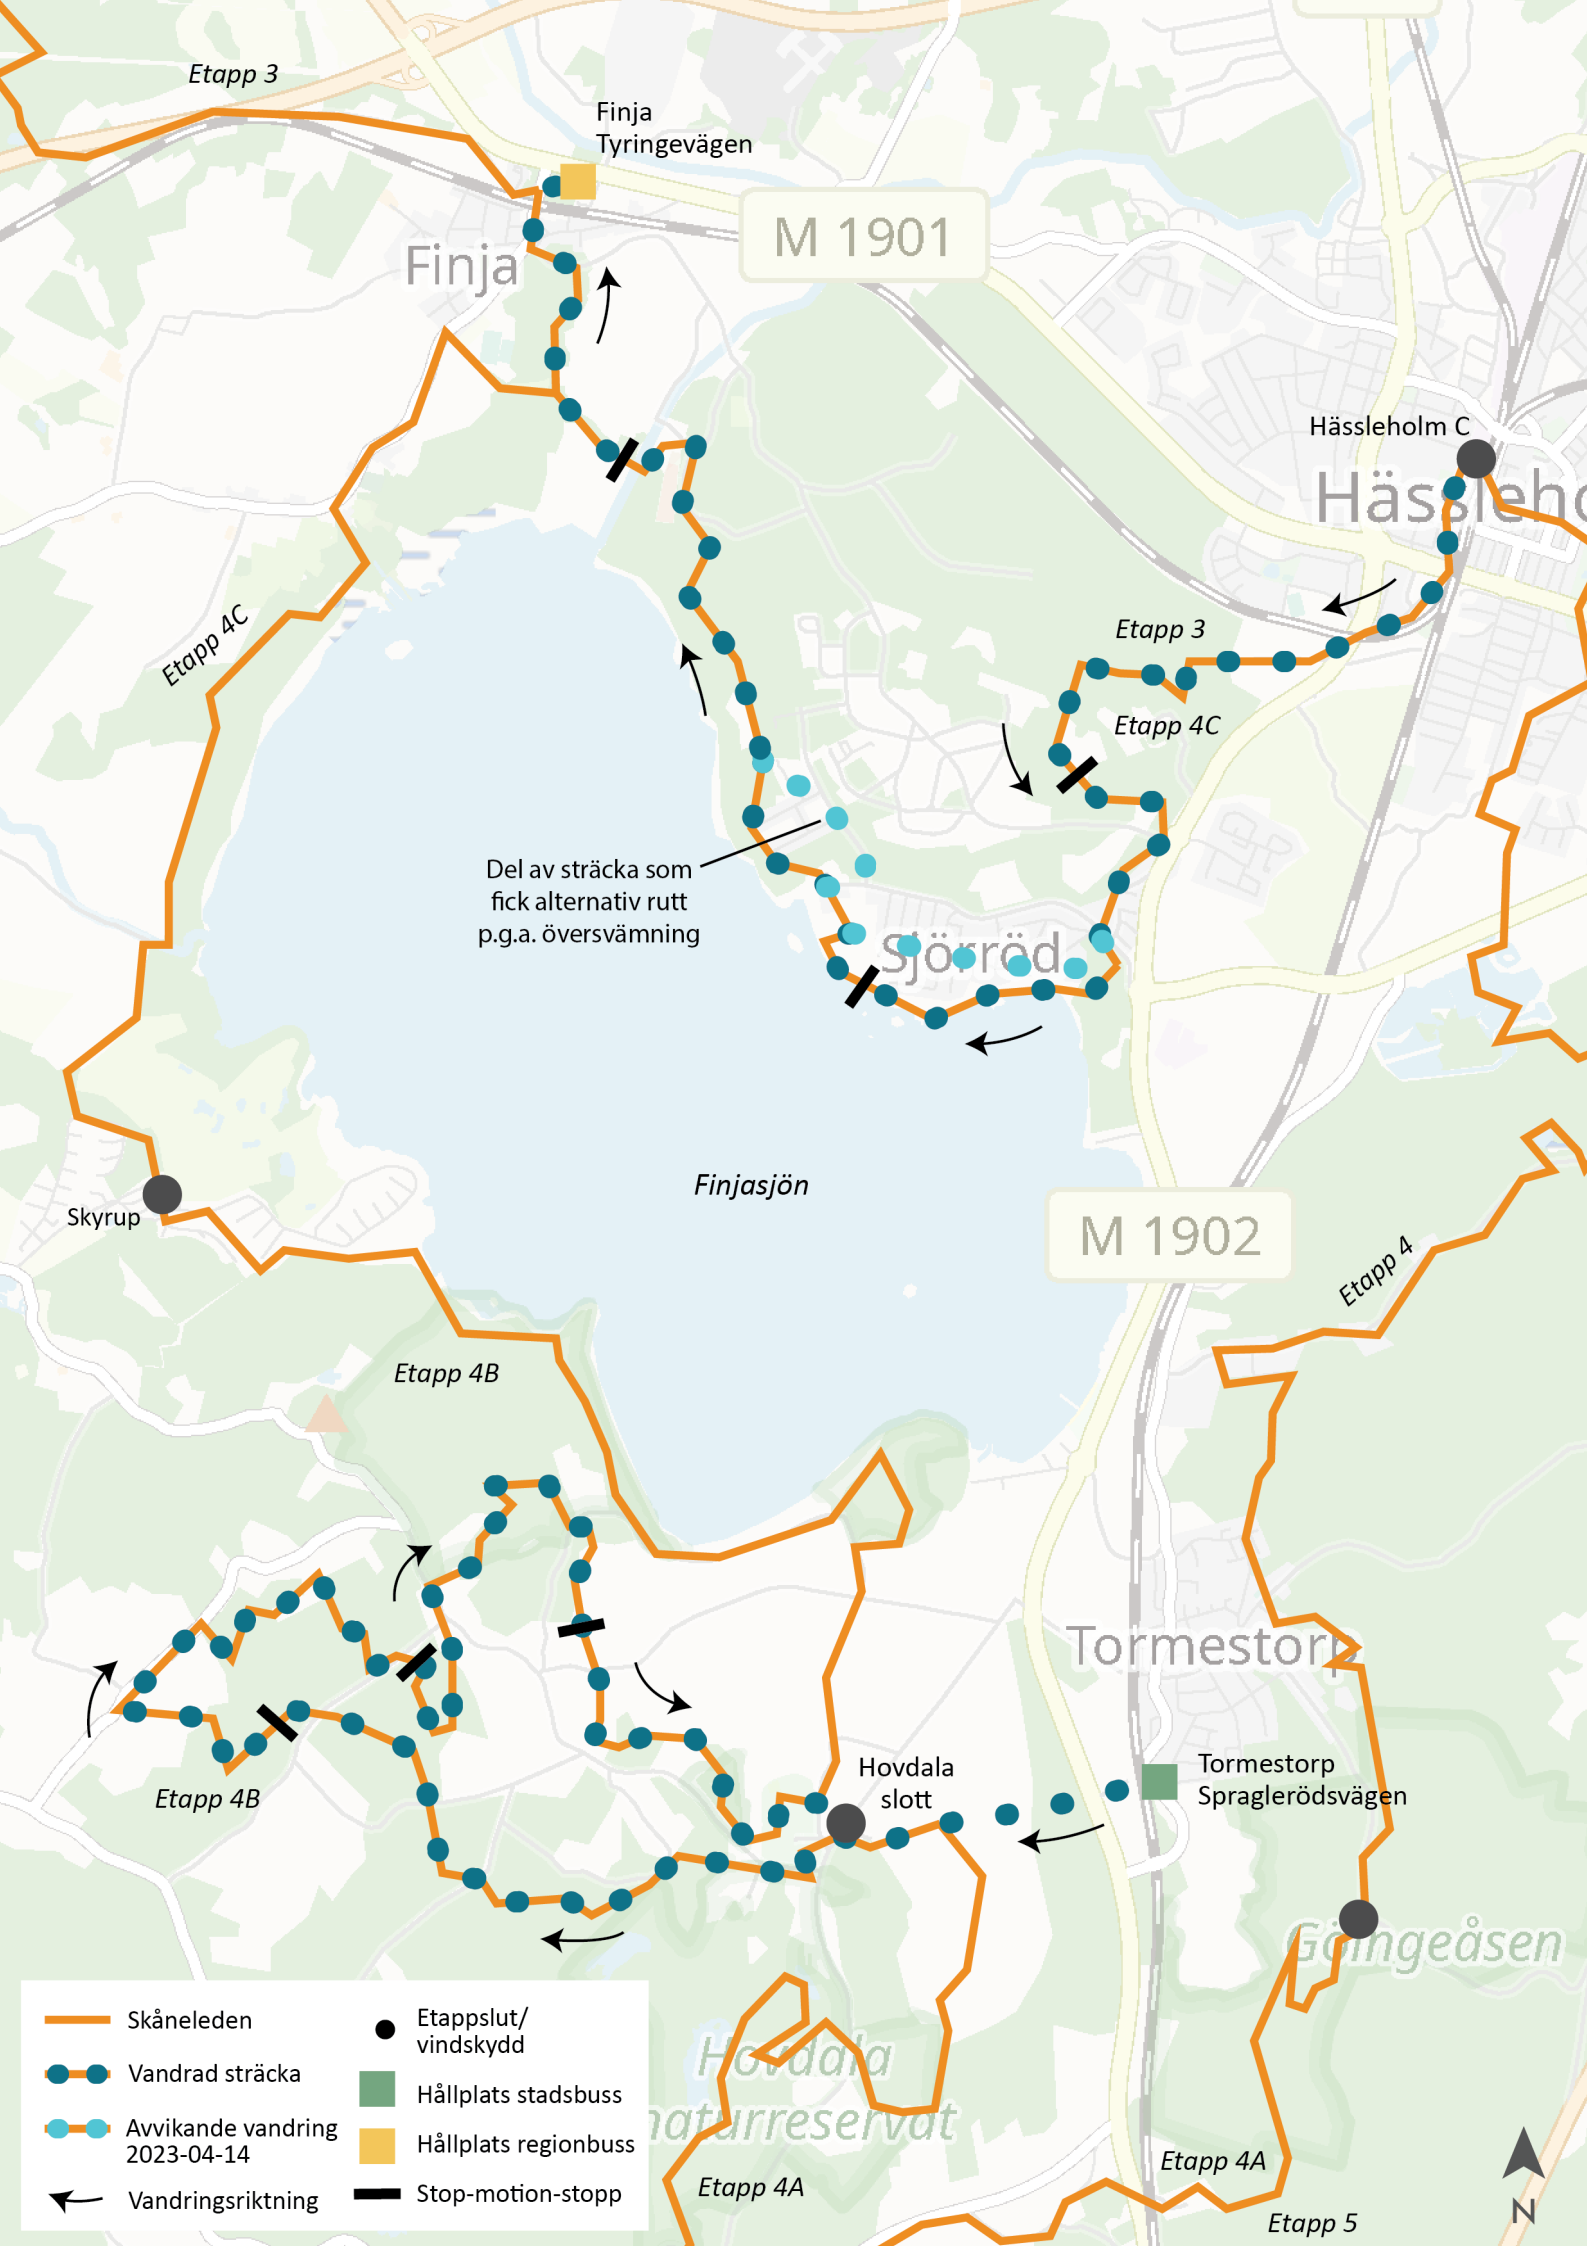 Etapp 3
Finja
Tyringevägen
M 1901
Finja
Hässleholm C
Etapp 3
Etapp 4C
Etapp 4C
Del av sträcka som
fick alternativ rutt
p.g.a. översvämning
Sjörröd
Finjasjön
Skyrup
M 1902
Etapp 4
Etapp 4B
Tormestorp
Hovdala
slott
Tormestorp
Spraglerödsvägen
Etapp 4B
Göingeåsen
Hovdala
naturreservat
Etapp 4A
Etapp 4A
Etapp 5
N
Skåneleden
Vandrad sträcka
Avvikande vandring
2023-04-14
Vandringsriktning
Etappslut/
vindskydd
Hållplats stadsbuss
Hållplats regionbuss
Stop-motion-stopp